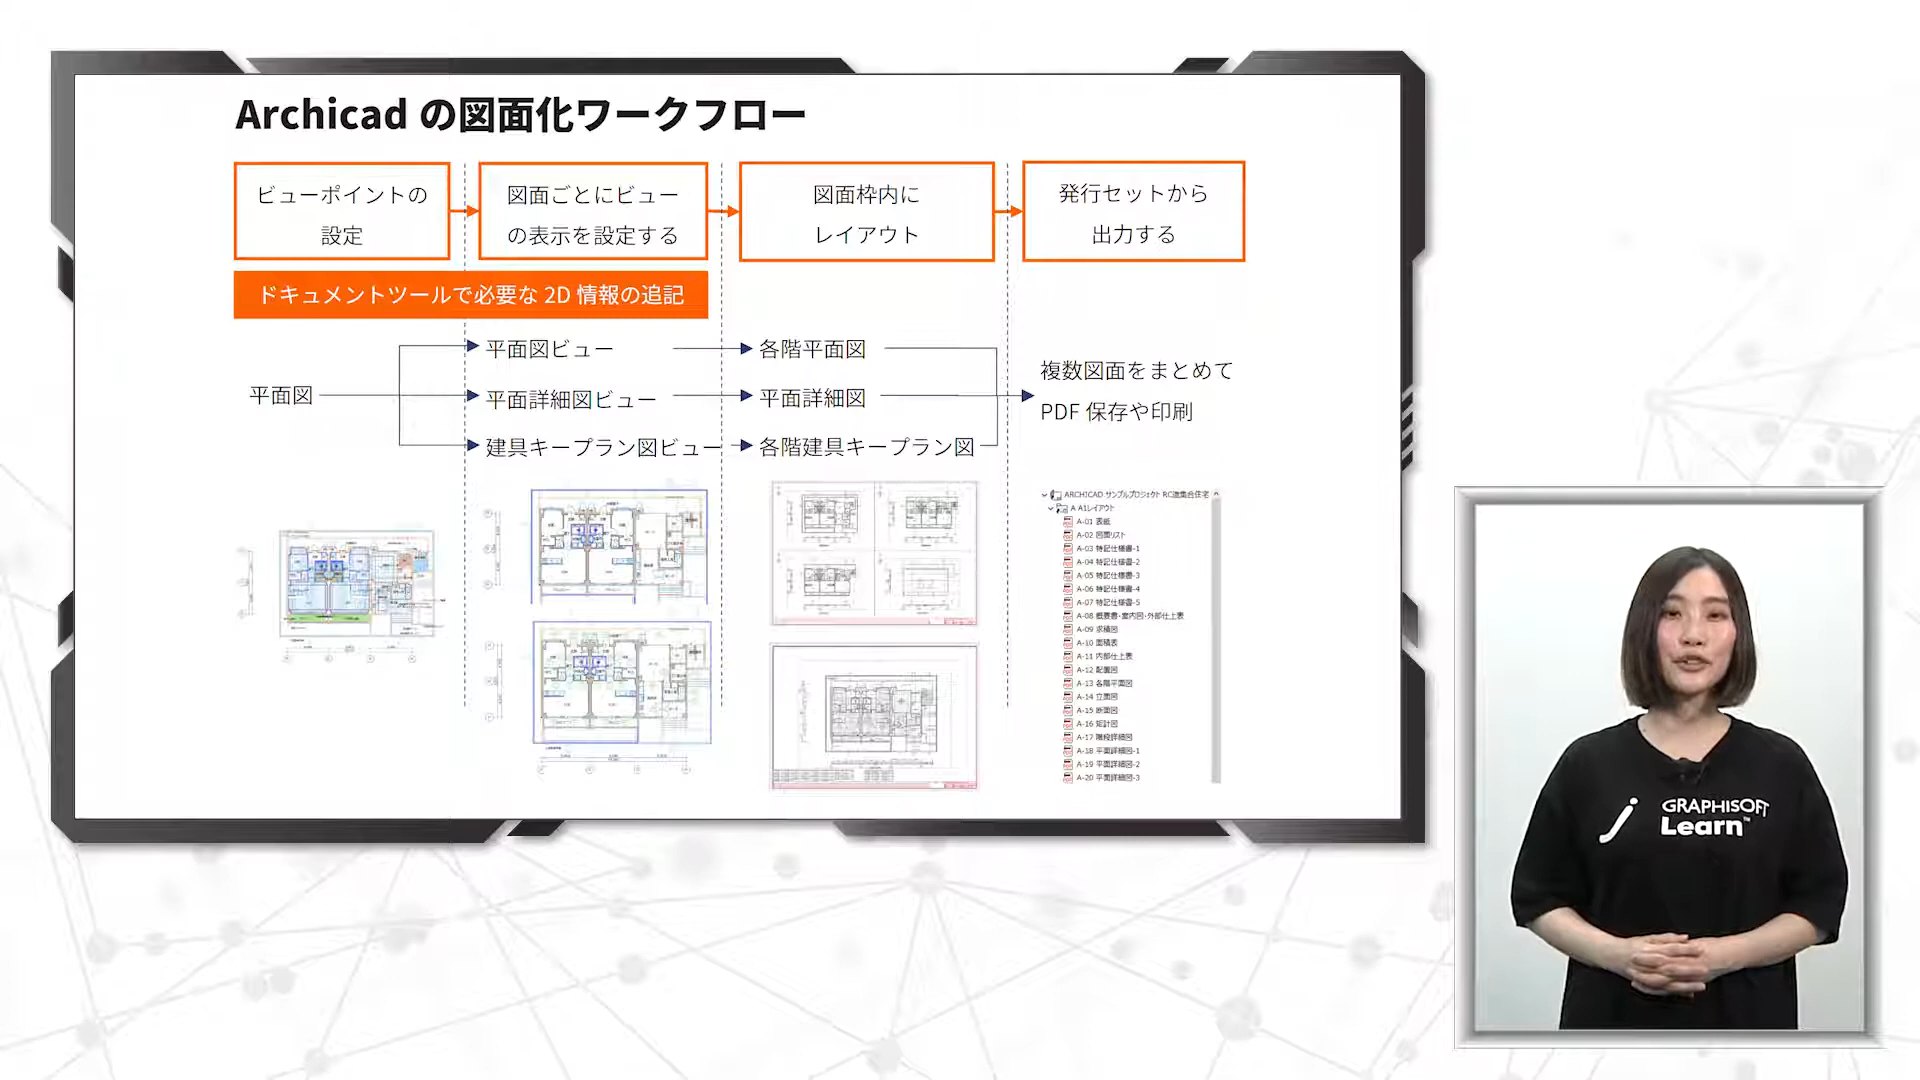 Archicad の図面化ワークフロー
ビューポイントの
設定
図面ごとにビュー
の表示を設定する
図面枠内に
レイアウト
発行セットから
出力する
ドキュメントツールで必要な 2D 情報の追記
平面図
平面図ビュー
平面詳細図ビュー
建具キープラン図ビュー
各階平面図
平面詳細図
各階建具キープラン図
複数図面をまとめて
PDF 保存や印刷
ARCHICAD サンプルプロジェクト RC造集合住宅
A A1レイアウト
A-01 表紙
A-02 図面リスト
A-03 特記仕様書-1
A-04 特記仕様書-2
A-05 特記仕様書-3
A-06 特記仕様書-4
A-07 特記仕様書-5
A-08 概要書・案内図・外部仕上表
A-09 求積図
A-10 面積表
A-11 内部仕上表
A-12 配置図
A-13 各階平面図
A-14 立面図
A-15 断面図
A-16 矩計図
A-17 階段詳細図
A-18 平面詳細図-1
A-19 平面詳細図-2
A-20 平面詳細図-3
GRAPHISOFT
Learn™